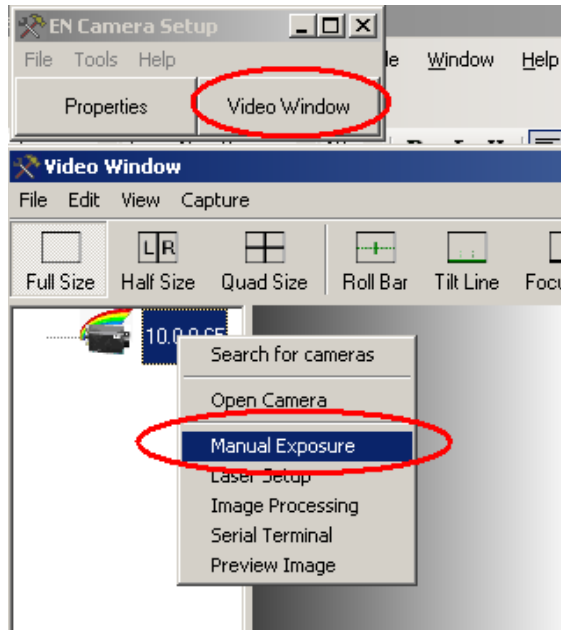 EN Camera Setup
File Tools Help
Window Help
Properties Video Window
Video Window
File Edit View Capture
Full Size Half Size Quad Size Roll Bar Tilt Line
L R
Search for cameras
Open Camera
Manual Exposure
Laser Setup
Image Processing
Serial Terminal
Preview Image